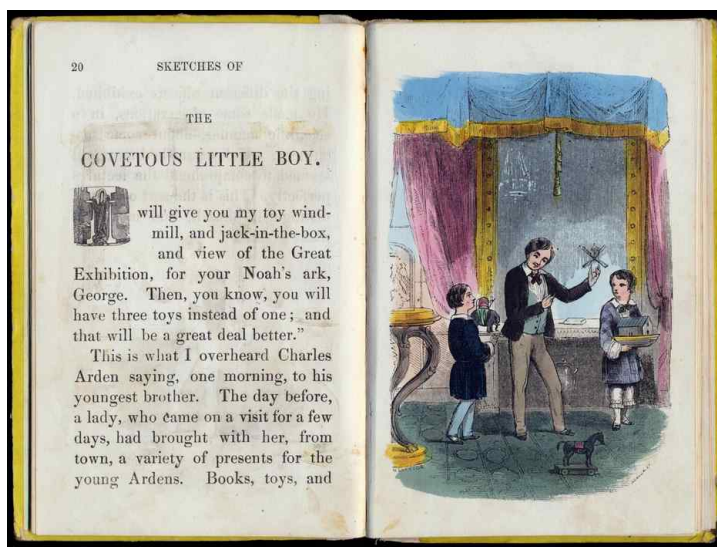 20
SKETCHES OF
THE
COVETOUS LITTLE BOY.
I will give you my toy wind-
mill, and jack-in-the-box,
and view of the Great
Exhibition, for your Noah's ark,
George. Then, you know, you will
have three toys instead of one; and
that will be a great deal better."
This is what I overheard Charles
Arden saying, one morning, to his
youngest brother. The day before,
a lady, who came on a visit for a few
days, had brought with her, from
town, a variety of presents for the
young Ardens. Books, toys, and